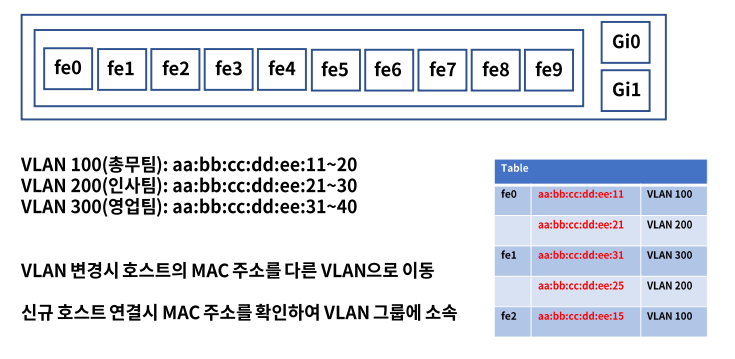 fe0 fe1 fe2 fe3 fe4 fe5 fe6 fe7 fe8 fe9
Gi0
Gi1
VLAN 100(총무팀): aa:bb:cc:dd:ee:11~20
VLAN 200(인사팀): aa:bb:cc:dd:ee:21~30
VLAN 300(영업팀): aa:bb:cc:dd:ee:31~40
VLAN 변경시 호스트의 MAC 주소를 다른 VLAN으로 이동
신규 호스트 연결시 MAC 주소를 확인하여 VLAN 그룹에 소속
Table
fe0 aa:bb:cc:dd:ee:11 VLAN 100
aa:bb:cc:dd:ee:21 VLAN 200
fe1 aa:bb:cc:dd:ee:31 VLAN 300
aa:bb:cc:dd:ee:25 VLAN 200
fe2 aa:bb:cc:dd:ee:15 VLAN 100